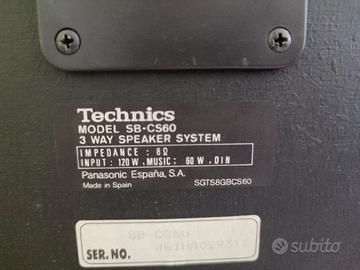 Technics
MODEL SB-CS60
3 WAY SPEAKER SYSTEM
IMPEDANCE : 8Ω
INPUT : 120W. MUSIC : 60 W. DIN
Panasonic España, S.A.
Made in Spain
SGTS8GBCS60
SB-CS60
SER.NO.
subito